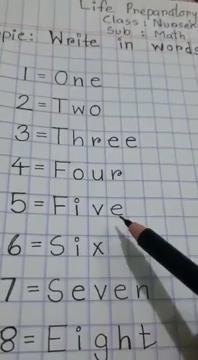 Life Preparatory
Class: Nurser
Sub: Math
pic: Write in words
1 = One
2 = Two
3 = Three
4 = Four
5 = Five
6 = Six
7 = Seven
8 = Eight